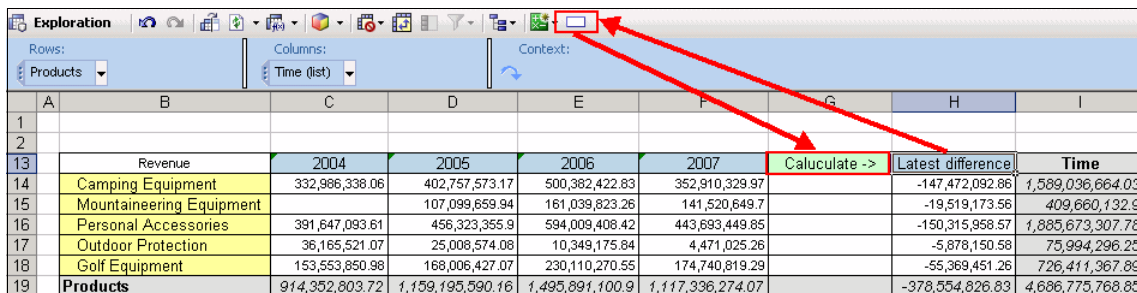 Exploration
Rows: Columns: Context:
Products Time (list)
A B C D E F G H I
1
2
13 Revenue 2004 2005 2006 2007 Caluculate -> Latest difference Time
14 Camping Equipment 332,986,338.06 402,757,573.17 500,382,422.83 352,910,329.97 -147,472,092.86 1,589,036,664.03
15 Mountaineering Equipment 107,099,659.94 161,039,823.26 141,520,649.7 -19,519,173.56 409,660,132.9
16 Personal Accessories 391,647,093.61 456,323,355.9 594,009,408.42 443,693,449.85 -150,315,958.57 1,885,673,307.78
17 Outdoor Protection 36,165,521.07 25,008,574.08 10,349,175.84 4,471,025.26 -5,878,150.58 75,994,296.25
18 Golf Equipment 153,553,850.98 168,006,427.07 230,110,270.55 174,740,819.29 -55,369,451.26 726,411,367.89
19 Products 914,352,803.72 1,159,195,590.16 1,495,891,100.9 1,117,336,274.07 -378,554,826.83 4,686,775,768.85